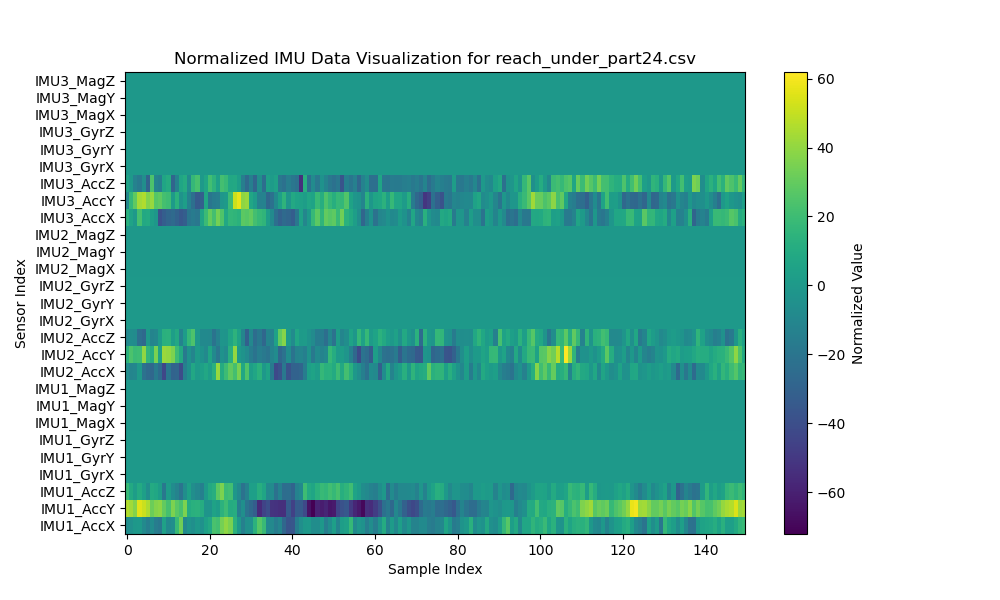 Normalized IMU Data Visualization for reach_under_part24.csv
IMU3_MagZ
IMU3_MagY
IMU3_MagX
IMU3_GyrZ
IMU3_GyrY
IMU3_GyrX
IMU3_AccZ
IMU3_AccY
IMU3_AccX
IMU2_MagZ
IMU2_MagY
IMU2_MagX
IMU2_GyrZ
IMU2_GyrY
IMU2_GyrX
IMU2_AccZ
IMU2_AccY
IMU2_AccX
IMU1_MagZ
IMU1_MagY
IMU1_MagX
IMU1_GyrZ
IMU1_GyrY
IMU1_GyrX
IMU1_AccZ
IMU1_AccY
IMU1_AccX
Sensor Index
0 20 40 60 80 100 120 140
Sample Index
60
40
20
0
−20
−40
−60
Normalized Value